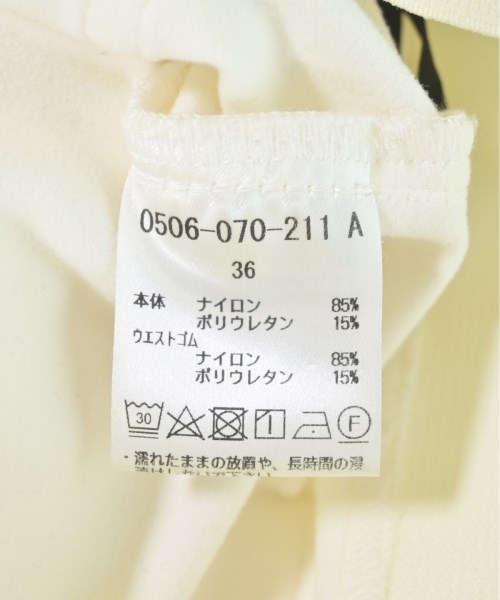 0506-070-211 A
36
本体 ナイロン 85%
ポリウレタン 15%
ウエストゴム
ナイロン 85%
ポリウレタン 15%
30 F
・濡れたままの放置や、長時間の浸